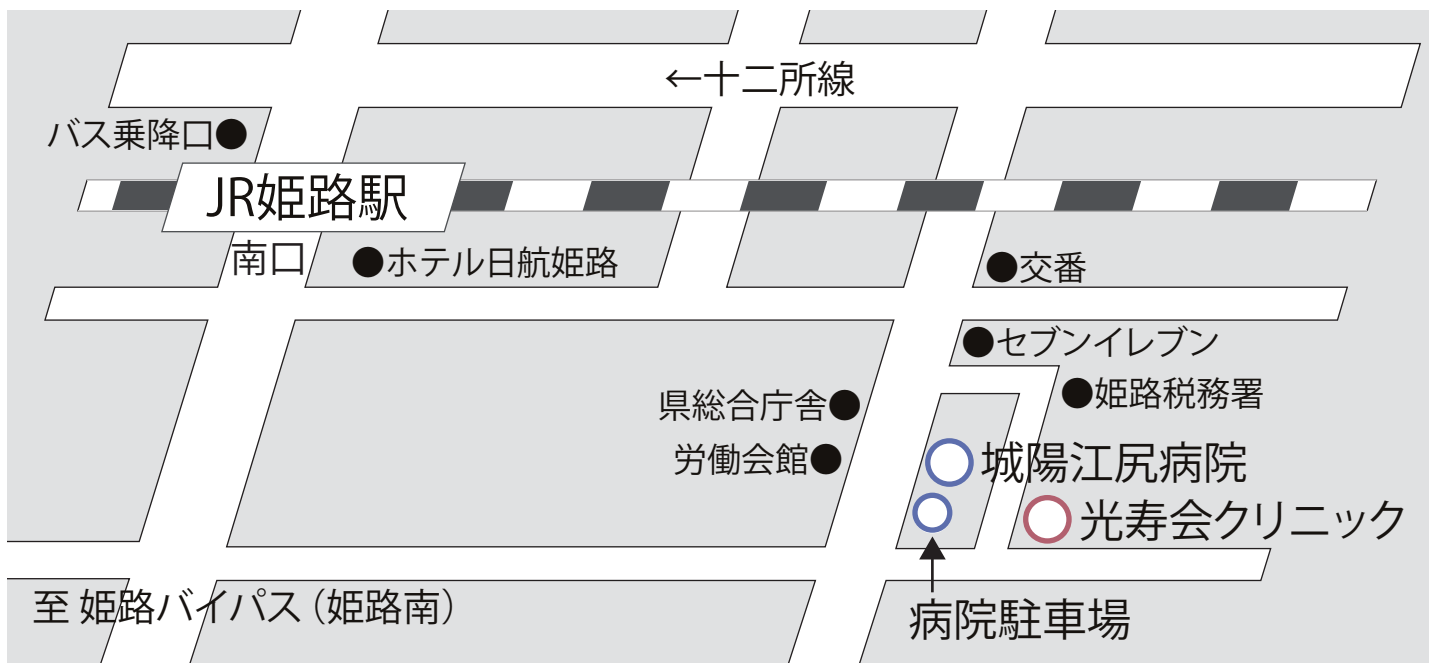 ←十二所線
バス乗降口●
JR姫路駅
南口
●ホテル日航姫路
●交番
●セブンイレブン
●姫路税務署
県総合庁舎●
労働会館●
城陽江尻病院
光寿会クリニック
至 姫路バイパス（姫路南）
病院駐車場